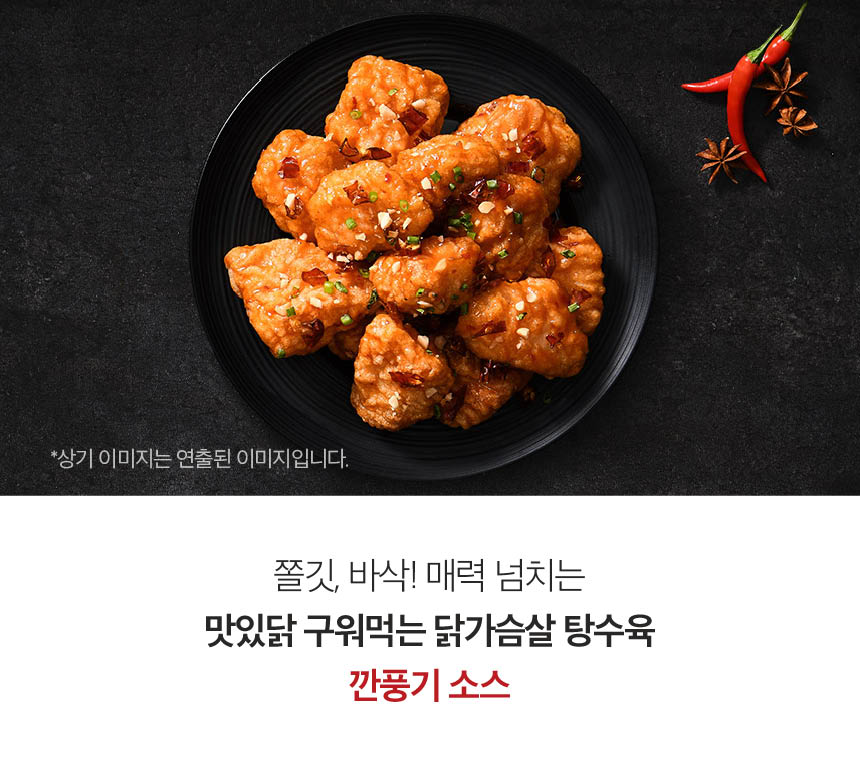 *상기 이미지는 연출된 이미지입니다.
쫄깃, 바삭! 매력 넘치는
맛있닭 구워먹는 닭가슴살 탕수육
깐풍기 소스